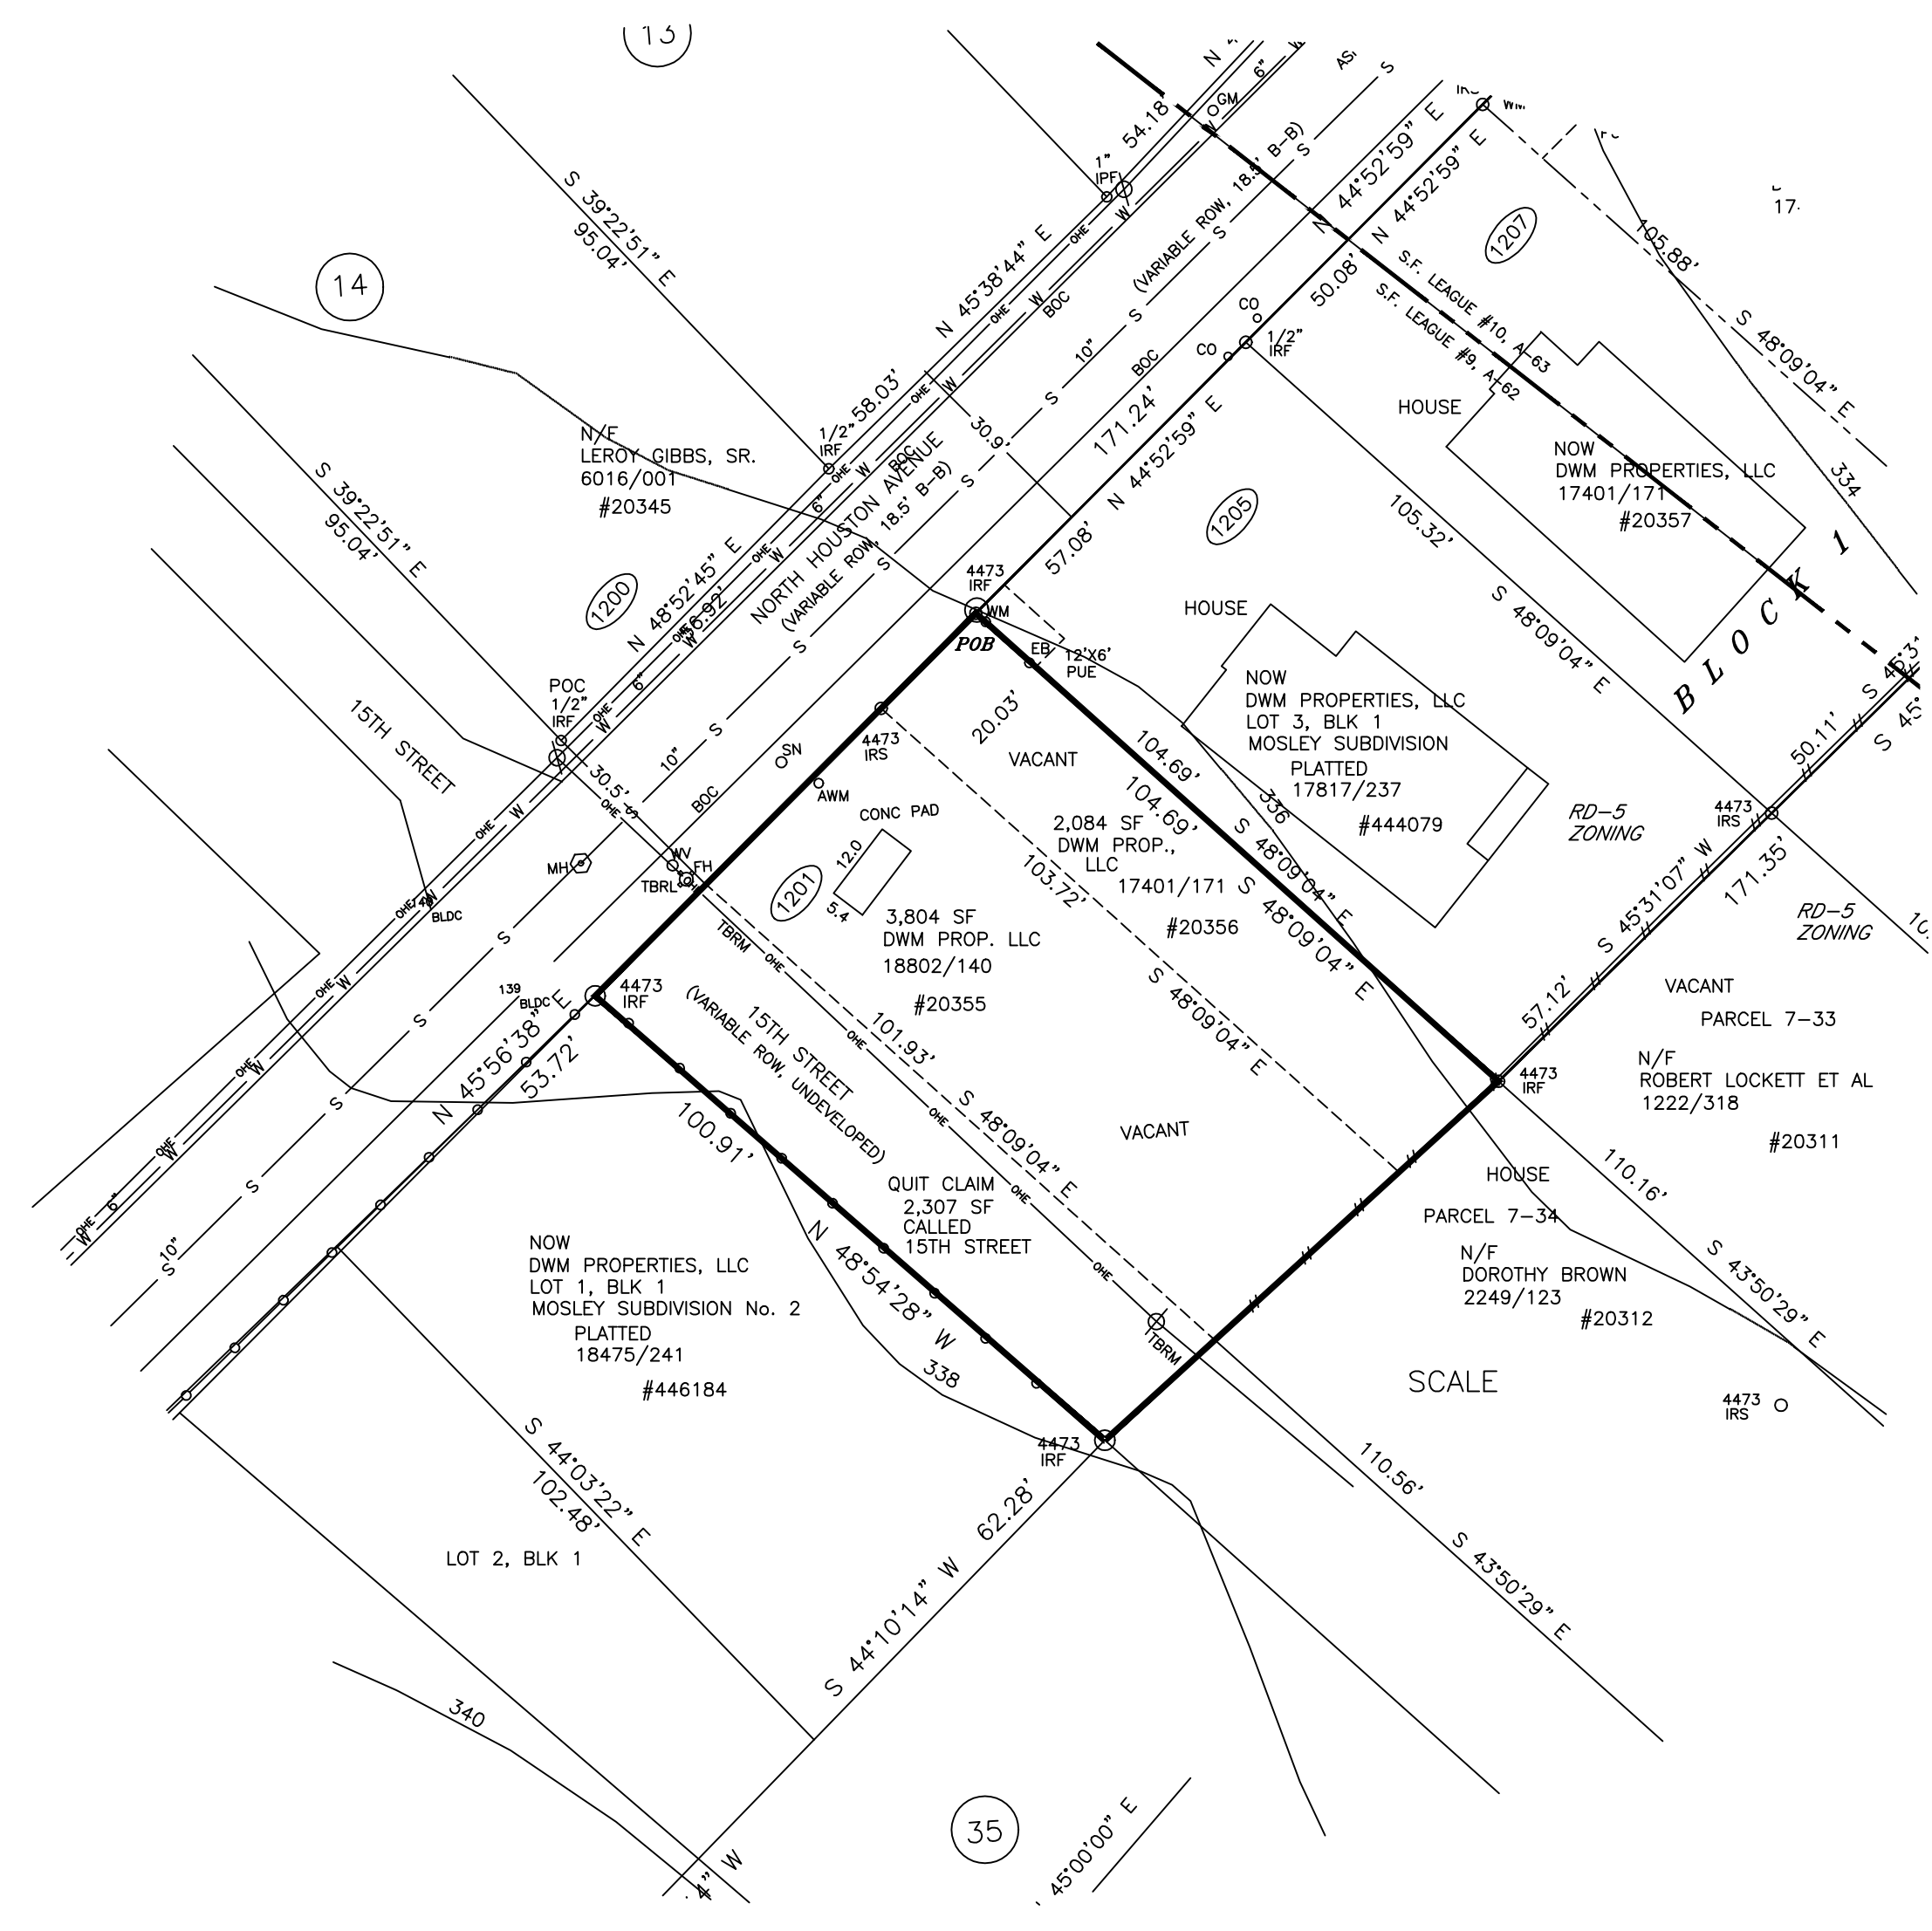 13
14
S 39°22'51" E
95.04'
N/F
LEROY GIBBS, SR.
6016/001
#20345
1/2"
IRF
58.03'
N 45°38'44" E
1"
IPF
54.18'
GM
6"
S
S
(VARIABLE ROW, 18.5' B-B)
N 44°52'59" E
N 44°52'59" E
50.08'
1207
105.88'
S 48°09'04" E
S.F. LEAGUE #10, A-63
S.F. LEAGUE #9, A-62
CO
CO
1/2"
IRF
HOUSE
NOW
DWM PROPERTIES, LLC
17401/171
#20357
334
BLOCK 1
S 39°22'51" E
95.04'
1200
N 48°52'45" E
56.92'
OHE
W
BOC
6"
NORTH HOUSTON AVENUE
(VARIABLE ROW, 18.5' B-B)
30.9'
10"
BOC
171.24'
N 44°52'59" E
57.08'
1205
105.32'
S 48°09'04" E
4473
IRF
WM
POB
EB
12'X6'
PUE
HOUSE
NOW
DWM PROPERTIES, LLC
LOT 3, BLK 1
MOSLEY SUBDIVISION
PLATTED
17817/237
#444079
336
RD-5
ZONING
50.11'
4473
IRS
171.35'
S 45°31'07" W
57.12'
RD-5
ZONING
15TH STREET
POC
1/2"
IRF
30.5'
10"
BOC
MH
WV
FH
TBRL
TBRM
SN
AWM
4473
IRS
20.03'
VACANT
CONC PAD
12.0
5.4
1201
3,804 SF
DWM PROP. LLC
18802/140
#20355
2,084 SF
DWM PROP.,
LLC
17401/171
#20356
103.72'
S 48°09'04" E
104.69'
S 48°09'04" E
104.69'
S 48°09'04" E
VACANT
PARCEL 7-33
N/F
ROBERT LOCKETT ET AL
1222/318
#20311
BLDC
139
BLDC
4473
IRF
N 45°56'38" E
53.72'
15TH STREET
(VARIABLE ROW, UNDEVELOPED)
101.93'
S 48°09'04" E
VACANT
100.91'
N 48°54'28" W
QUIT CLAIM
2,307 SF
CALLED
15TH STREET
4473
IRF
HOUSE
PARCEL 7-34
N/F
DOROTHY BROWN
2249/123
#20312
110.16'
S 43°50'29" E
6"
10"
NOW
DWM PROPERTIES, LLC
LOT 1, BLK 1
MOSLEY SUBDIVISION No. 2
PLATTED
18475/241
#446184
338
TBRM
SCALE
4473
IRS
4473
IRF
110.56'
S 43°50'29" E
S 44°03'22" E
102.48'
LOT 2, BLK 1
62.28'
S 44°10'14" W
340
35
45°00'00" E
4" W